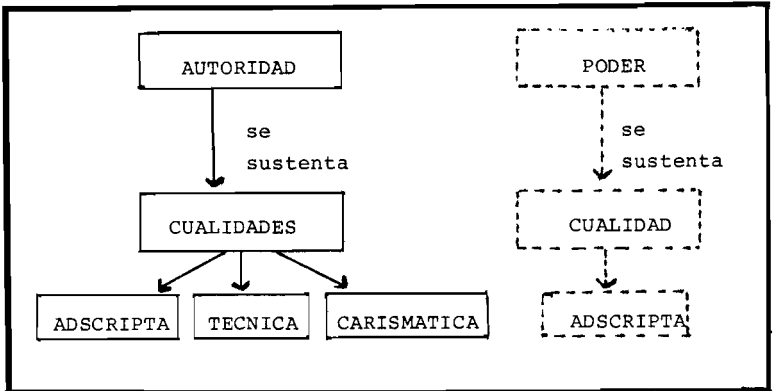 AUTORIDAD
se
sustenta
CUALIDADES
ADSCRIPTA
TECNICA
CARISMATICA
PODER
se
sustenta
CUALIDAD
ADSCRIPTA